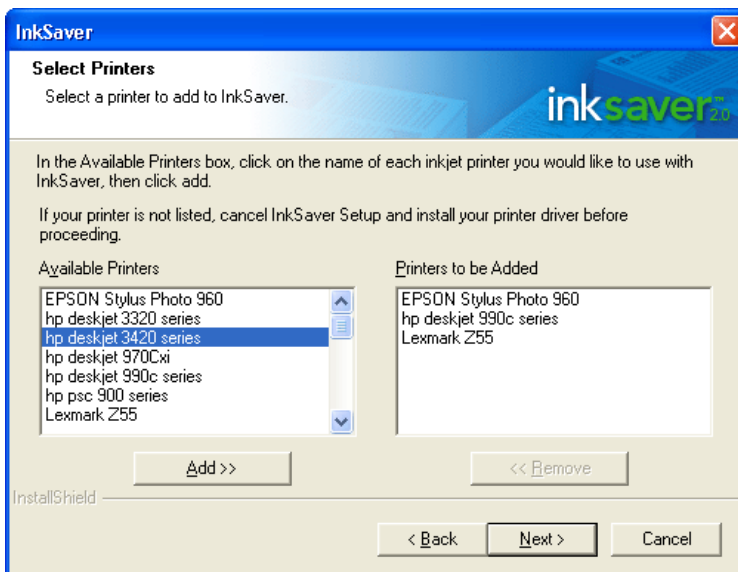 InkSaver
Select Printers
Select a printer to add to InkSaver.
inksaver™ 2.0
In the Available Printers box, click on the name of each inkjet printer you would like to use with
InkSaver, then click add.
If your printer is not listed, cancel InkSaver Setup and install your printer driver before
proceeding.
Available Printers
EPSON Stylus Photo 960
hp deskjet 3320 series
hp deskjet 3420 series
hp deskjet 970Cxi
hp deskjet 990c series
hp psc 900 series
Lexmark Z55
Add >>
Printers to be Added
EPSON Stylus Photo 960
hp deskjet 990c series
Lexmark Z55
<< Remove
InstallShield
< Back
Next >
Cancel